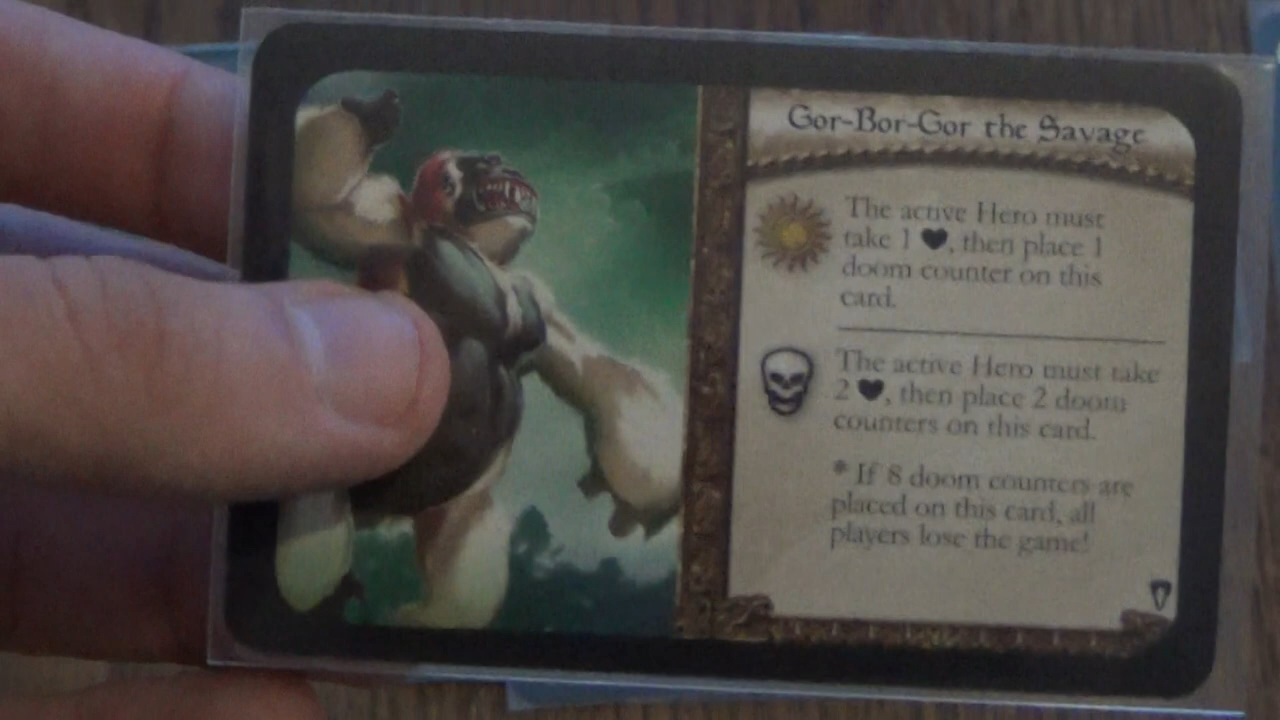 Gor-Bor-Gor the Savage
The active Hero must
take 1 ♥, then place 1
doom counter on this
card.
The active Hero must take
2 ♥, then place 2 doom
counters on this card.
* If 8 doom counters are
placed on this card, all
players lose the game!